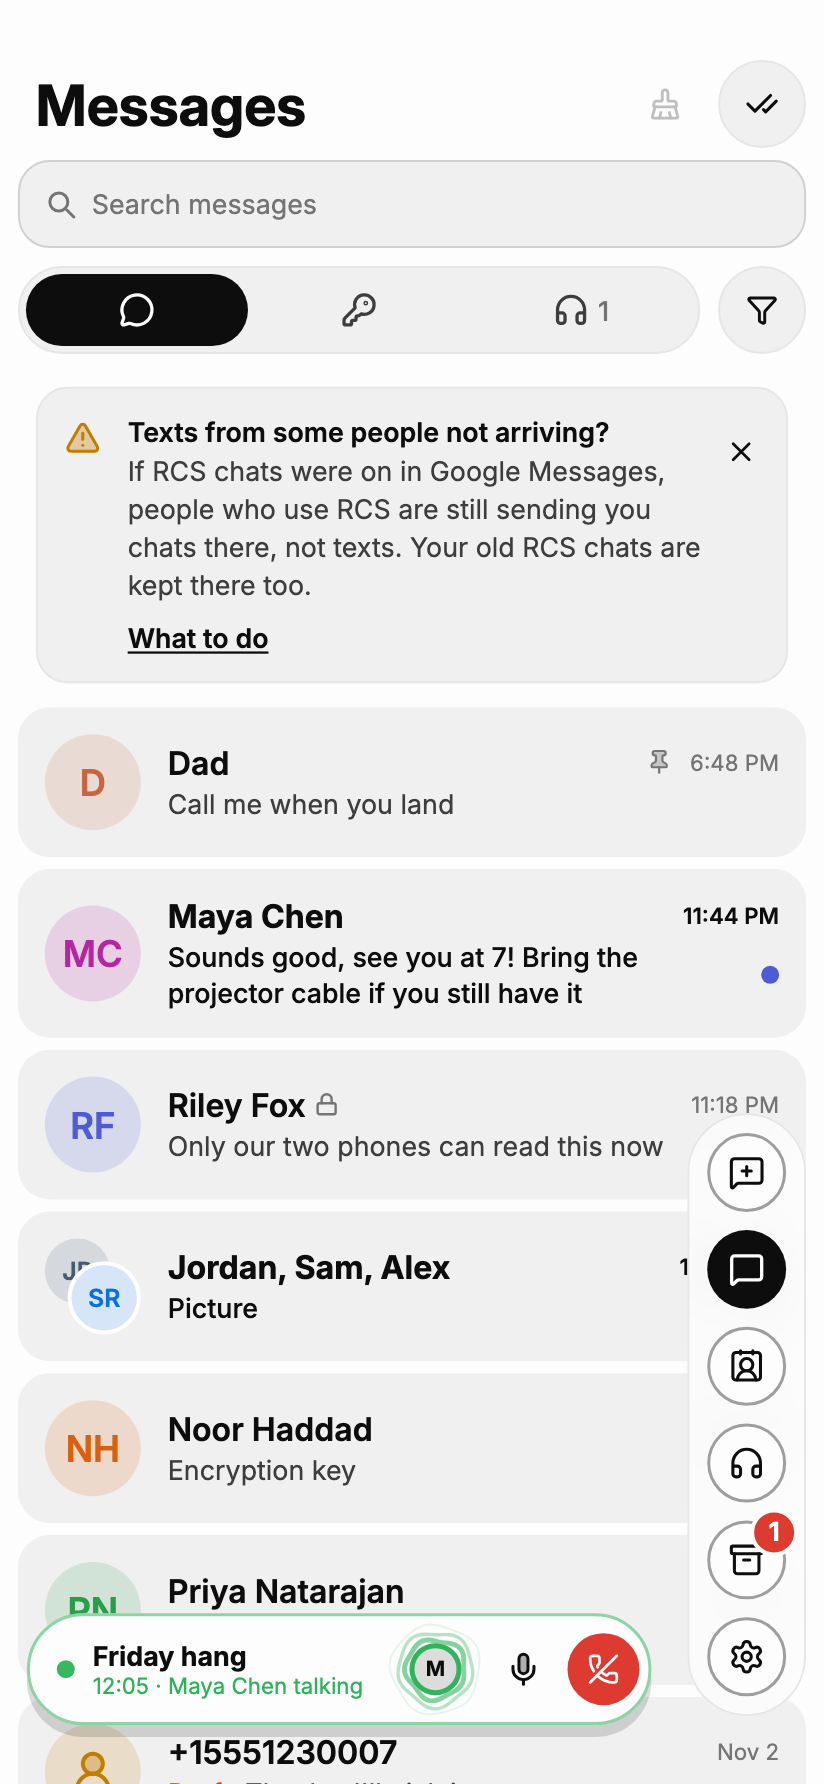 Messages
Search messages
1
Texts from some people not arriving?
If RCS chats were on in Google Messages,
people who use RCS are still sending you
chats there, not texts. Your old RCS chats are
kept there too.
What to do
D
Dad
6:48 PM
Call me when you land
MC
Maya Chen
11:44 PM
Sounds good, see you at 7! Bring the
projector cable if you still have it
RF
Riley Fox
11:18 PM
Only our two phones can read this now
SR
Jordan, Sam, Alex
Picture
NH
Noor Haddad
Encryption key
1
PN
Priya Natarajan
Friday hang
12:05 · Maya Chen talking
M
+15551230007
Nov 2